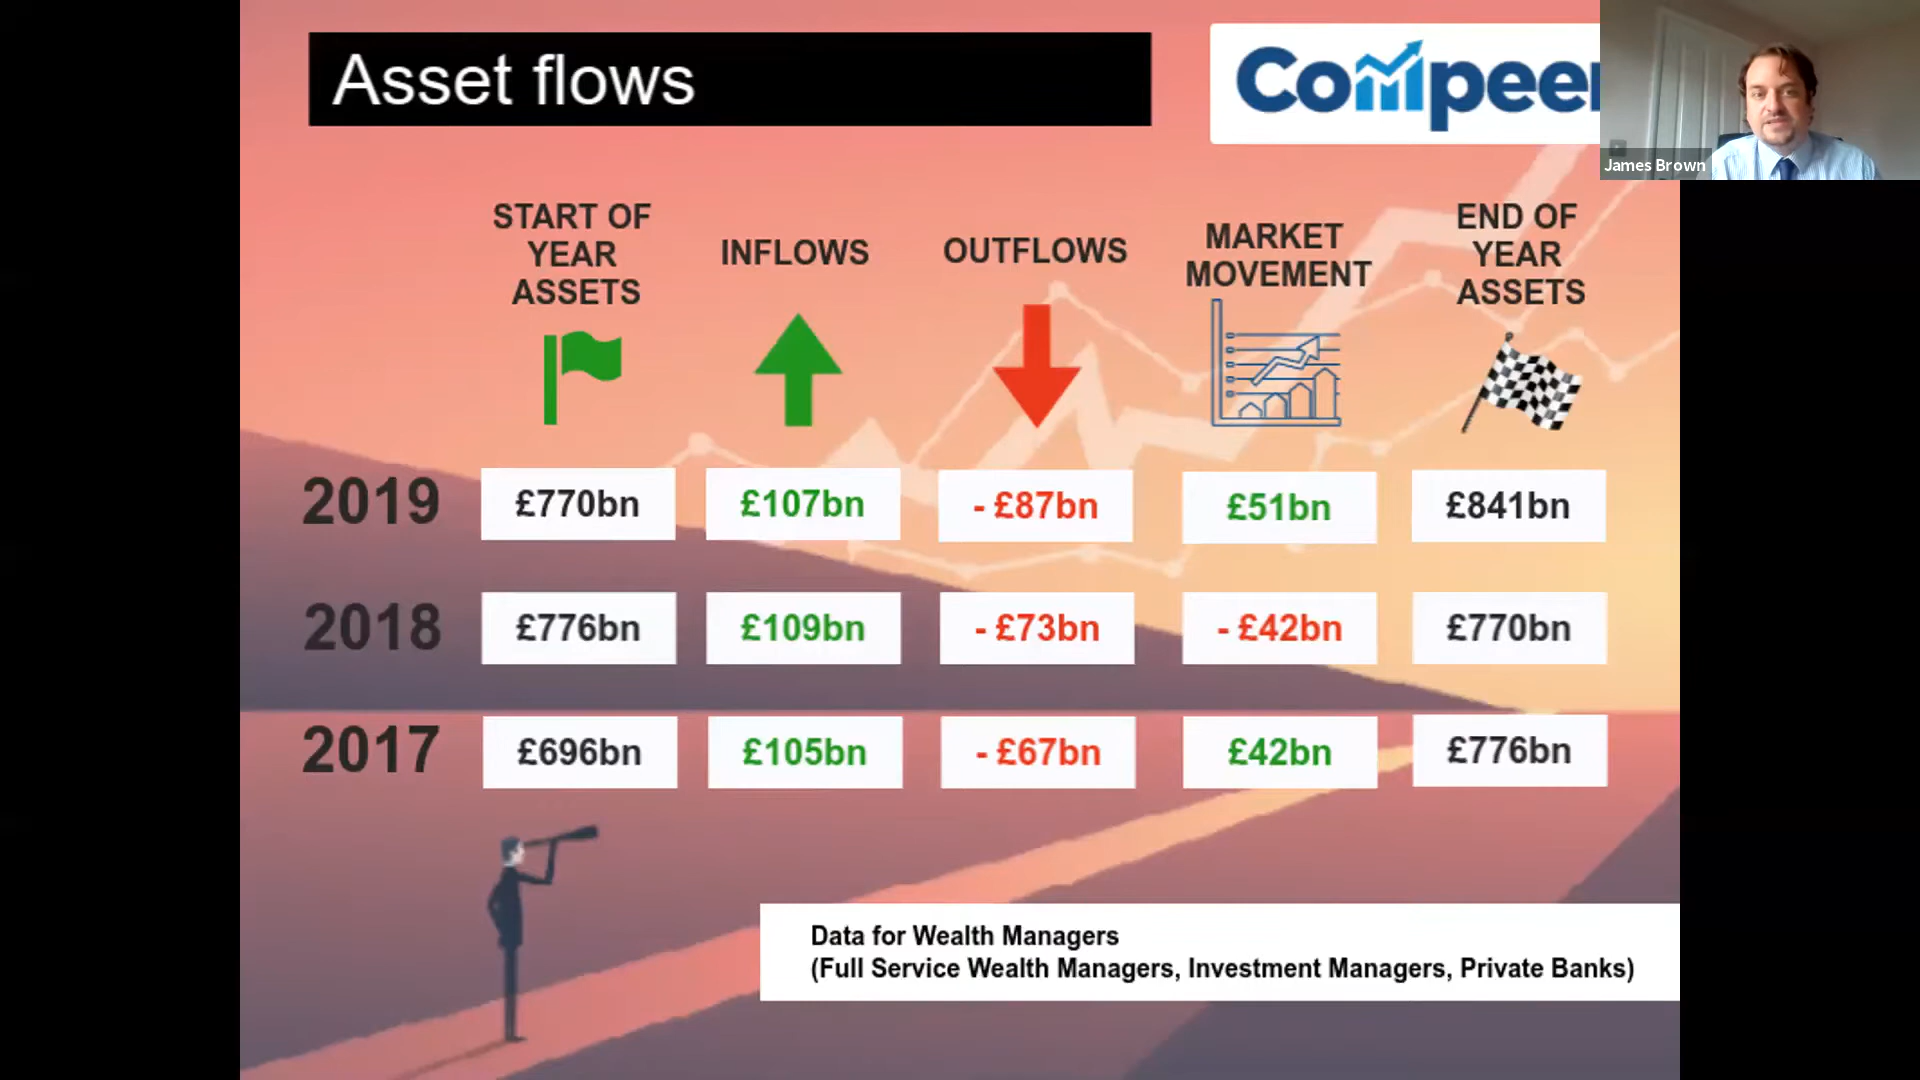 Asset flows
Compeer
James Brown
START OF
YEAR
ASSETS
INFLOWS
OUTFLOWS
MARKET
MOVEMENT
END OF
YEAR
ASSETS
2019
£770bn
£107bn
- £87bn
£51bn
£841bn
2018
£776bn
£109bn
- £73bn
- £42bn
£770bn
2017
£696bn
£105bn
- £67bn
£42bn
£776bn
Data for Wealth Managers
(Full Service Wealth Managers, Investment Managers, Private Banks)